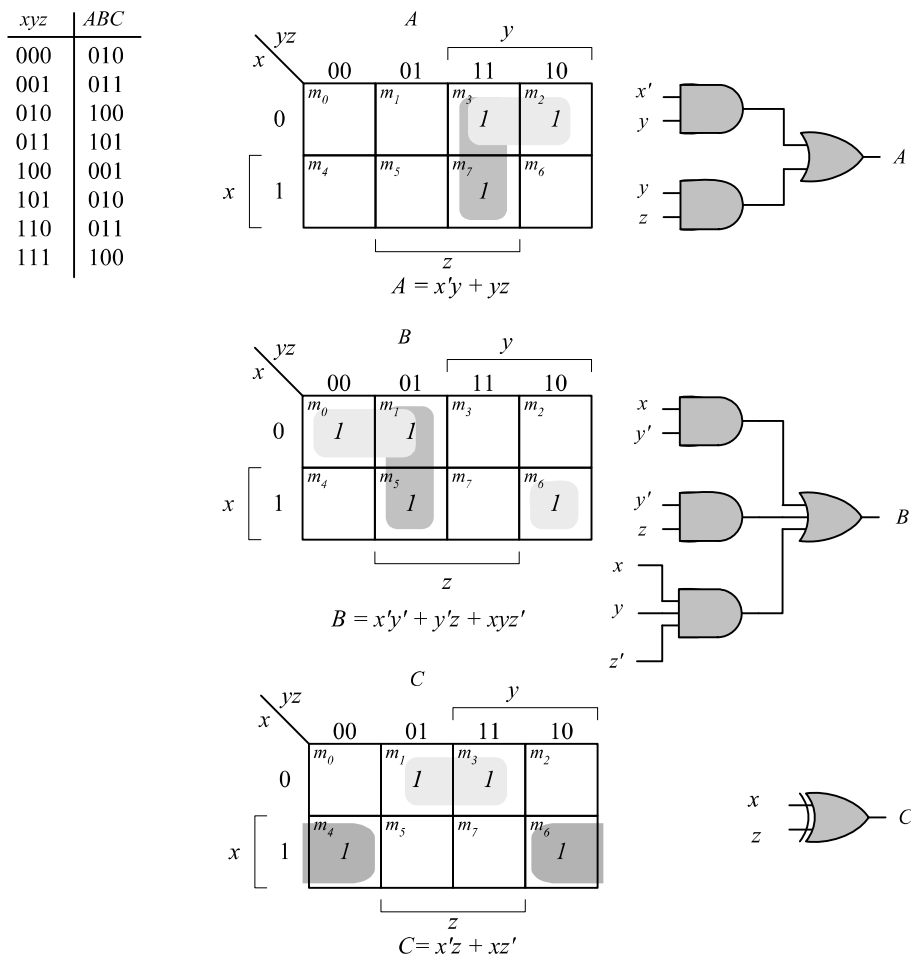 xyz ABC
000 010
001 011
010 100
011 101
100 001
101 010
110 011
111 100
A
yz
x
y
00 01 11 10
0
m0 m1 m3 1 m2 1
x 1
m4 m5 m7 1 m6
z
A = x'y + yz
x'
y
y
z
A
B
yz
x
y
00 01 11 10
0
m0 1 m1 1 m3 m2
x 1
m4 m5 1 m7 m6 1
z
B = x'y' + y'z + xyz'
x
y'
y'
z
x
y
z'
B
C
yz
x
y
00 01 11 10
0
m0 m1 1 m3 1 m2
x 1
m4 1 m5 m7 m6 1
z
C= x'z + xz'
x
z
C